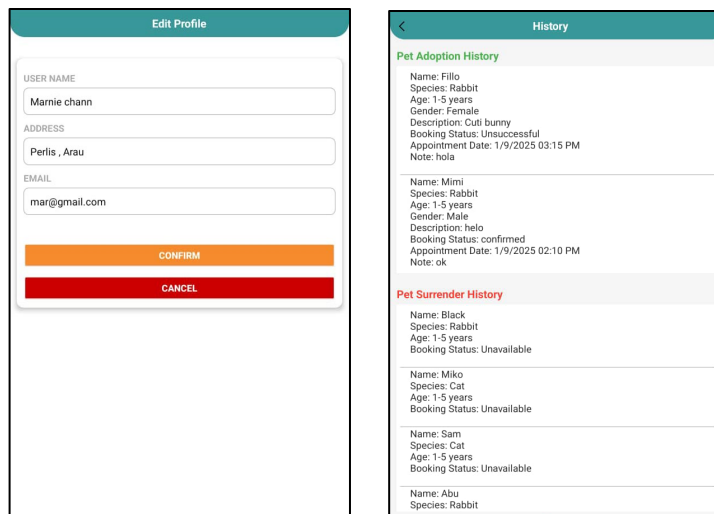 Edit Profile
USER NAME
Marnie chann
ADDRESS
Perlis , Arau
EMAIL
mar@gmail.com
CONFIRM
CANCEL
History
Pet Adoption History
Name: Fillo
Species: Rabbit
Age: 1-5 years
Gender: Female
Description: Cuti bunny
Booking Status: Unsuccessful
Appointment Date: 1/9/2025 03:15 PM
Note: hola
Name: Mimi
Species: Rabbit
Age: 1-5 years
Gender: Male
Description: helo
Booking Status: confirmed
Appointment Date: 1/9/2025 02:10 PM
Note: ok
Pet Surrender History
Name: Black
Species: Rabbit
Age: 1-5 years
Booking Status: Unavailable
Name: Miko
Species: Cat
Age: 1-5 years
Booking Status: Unavailable
Name: Sam
Species: Cat
Age: 1-5 years
Booking Status: Unavailable
Name: Abu
Species: Rabbit